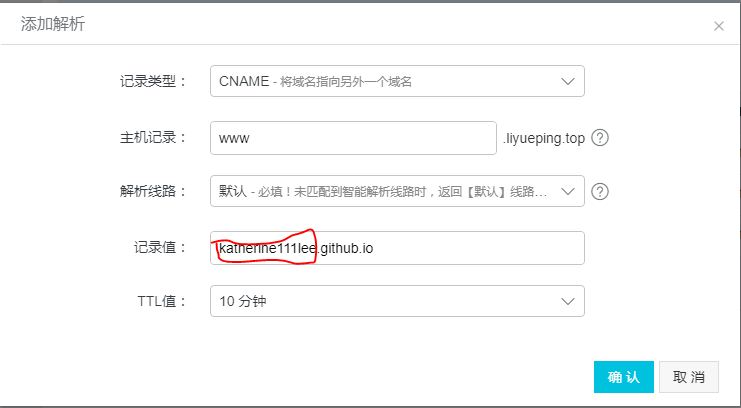 添加解析
记录类型： CNAME - 将域名指向另外一个域名
主机记录： www .liyueping.top
解析线路： 默认 - 必填！未匹配到智能解析线路时，返回【默认】线路...
记录值： katherine111lee.github.io
TTL值： 10 分钟
确认 取消